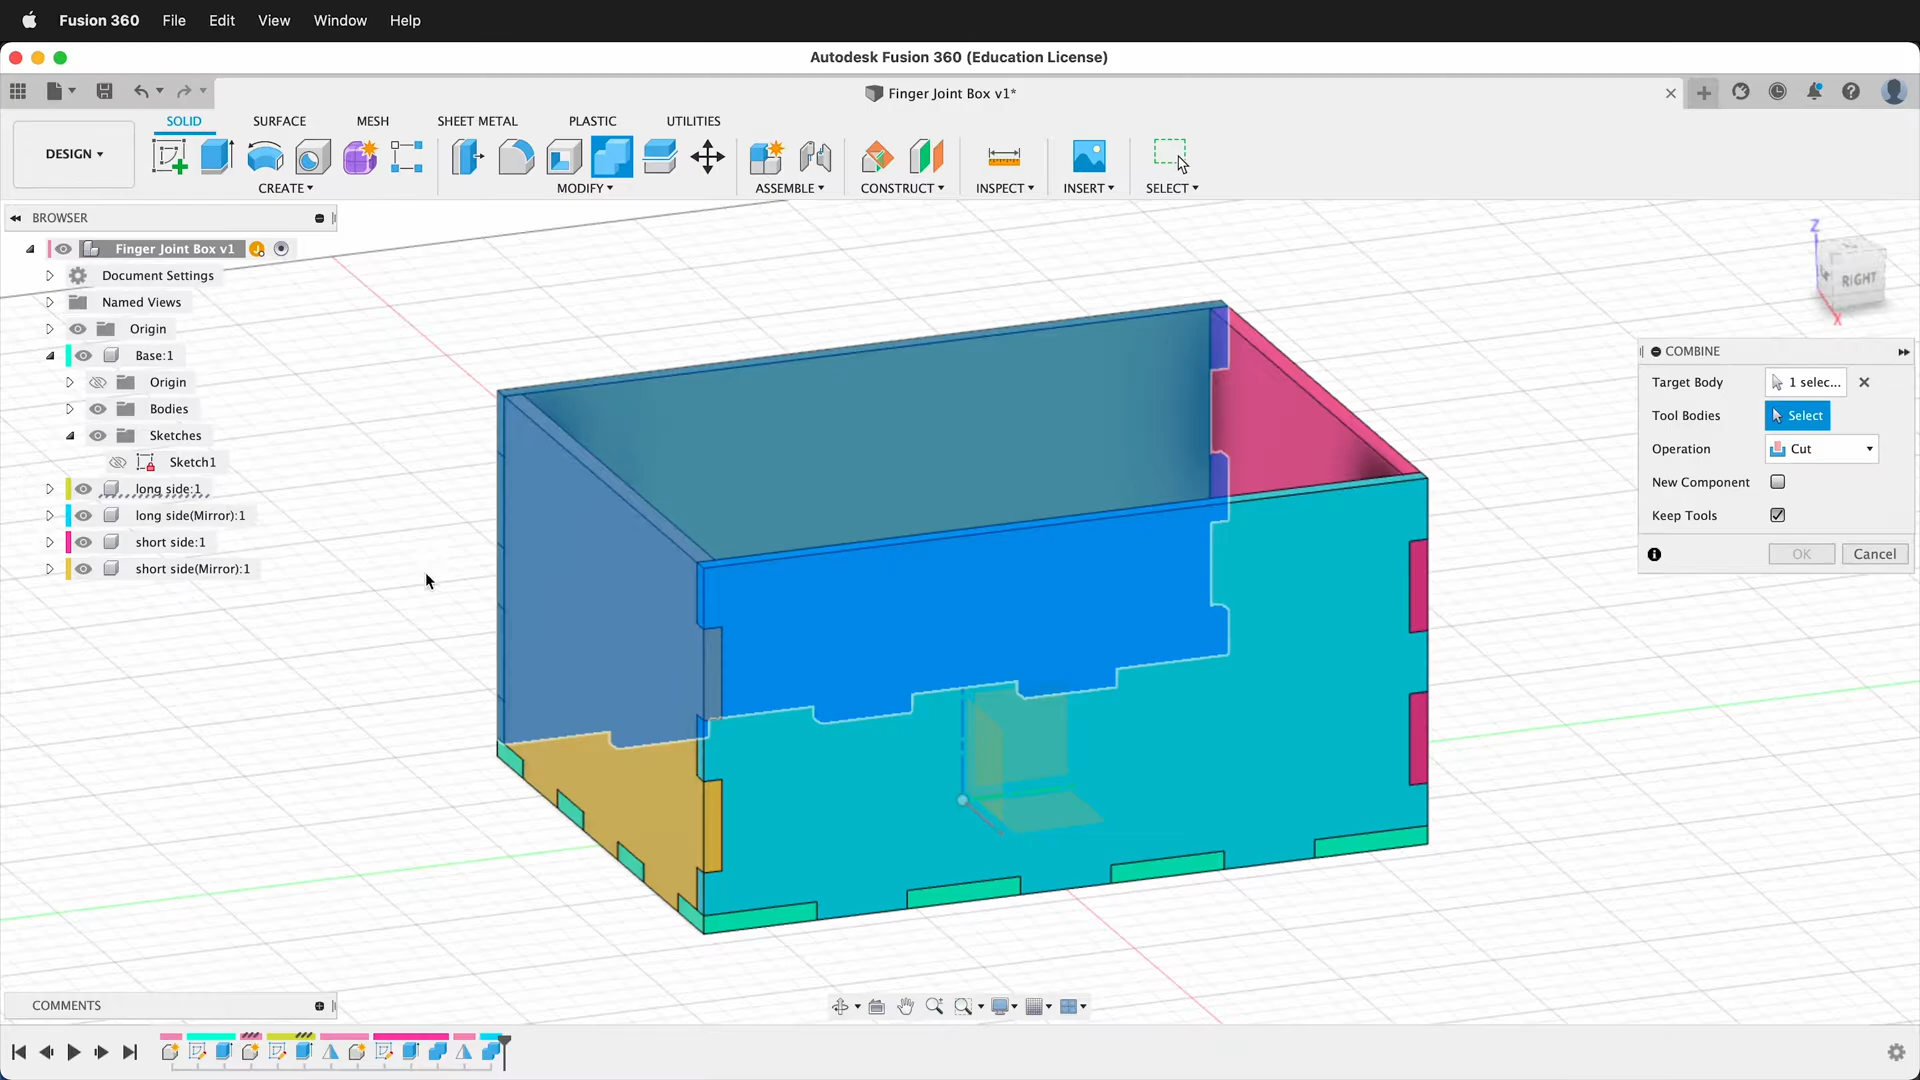 Fusion 360 File Edit View Window Help
Autodesk Fusion 360 (Education License)
Finger Joint Box v1*
SOLID SURFACE MESH SHEET METAL PLASTIC UTILITIES
DESIGN
CREATE MODIFY ASSEMBLE CONSTRUCT INSPECT INSERT SELECT
BROWSER
Finger Joint Box v1
Document Settings
Named Views
Origin
Base:1
Origin
Bodies
Sketches
Sketch1
long side:1
long side(Mirror):1
short side:1
short side(Mirror):1
Z
RIGHT
X
COMBINE
Target Body 1 selec...
Tool Bodies Select
Operation Cut
New Component
Keep Tools
OK Cancel
COMMENTS